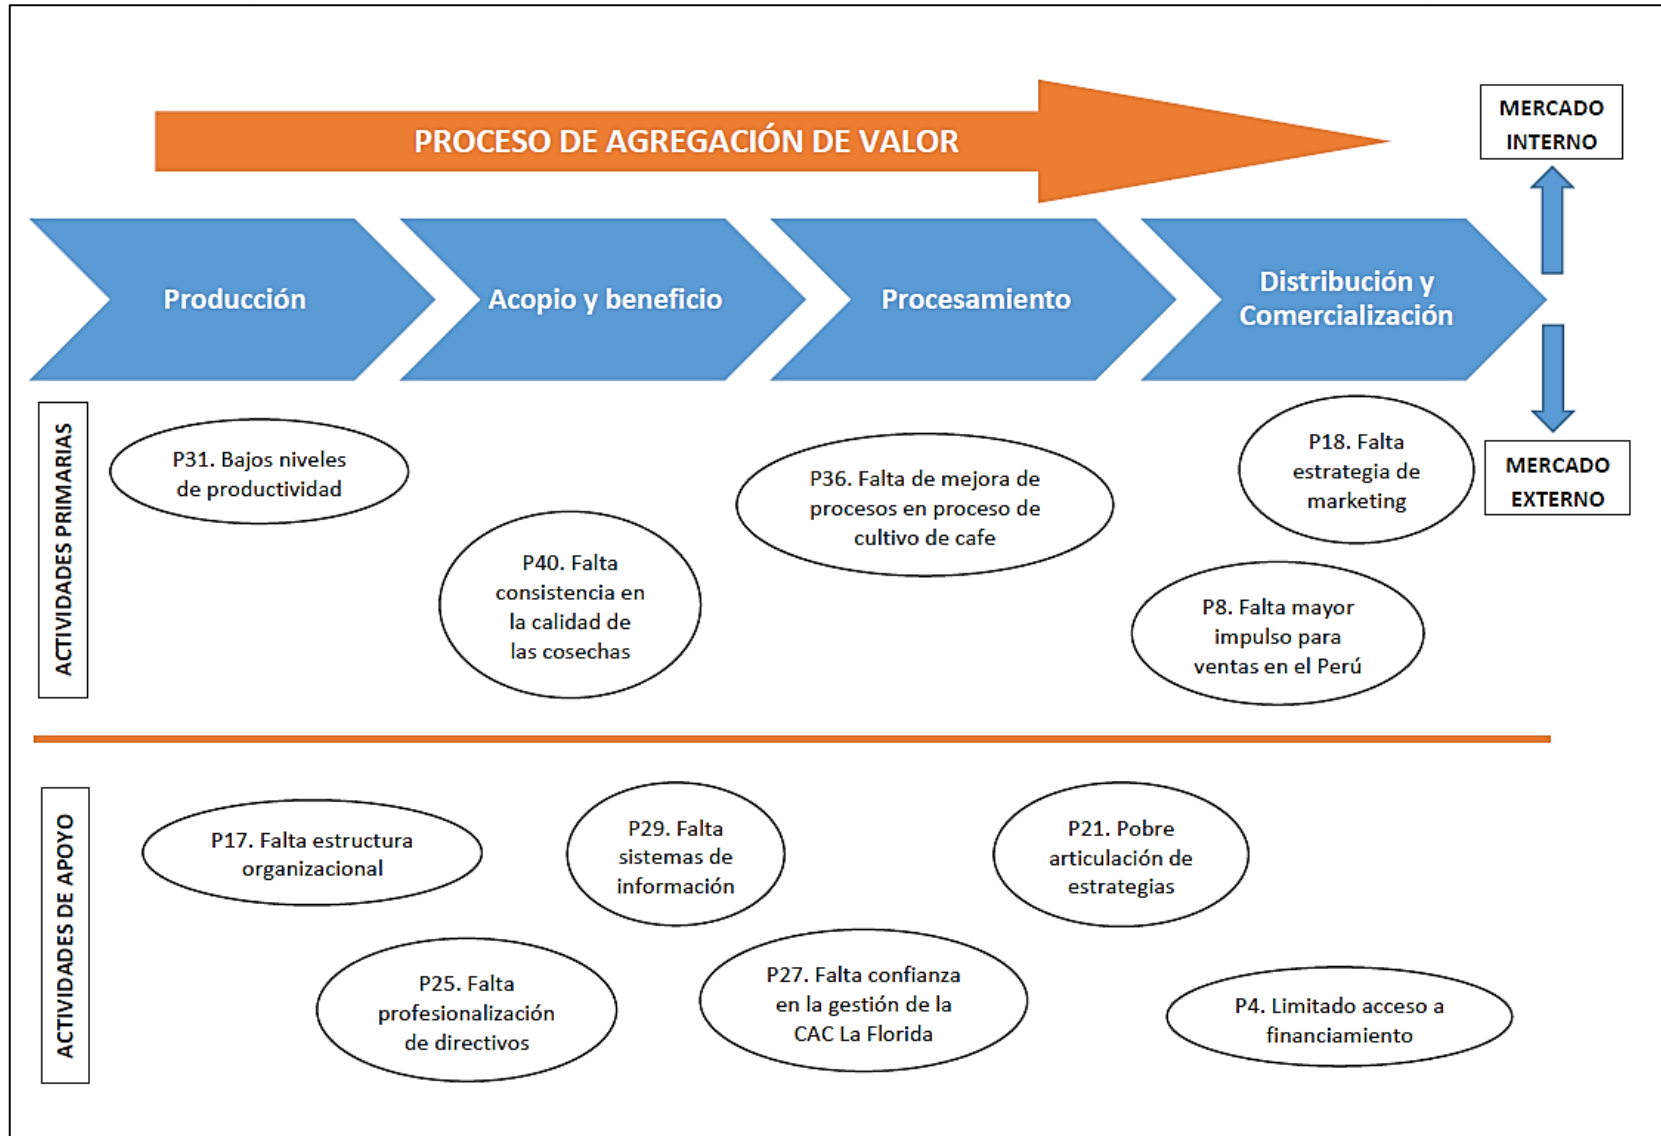 PROCESO DE AGREGACIÓN DE VALOR
MERCADO
INTERNO
Producción
Acopio y beneficio
Procesamiento
Distribución y
Comercialización
MERCADO
EXTERNO
ACTIVIDADES PRIMARIAS
P31. Bajos niveles
de productividad
P40. Falta
consistencia en
la calidad de
las cosechas
P36. Falta de mejora de
procesos en proceso de
cultivo de cafe
P18. Falta
estrategia de
marketing
P8. Falta mayor
impulso para
ventas en el Perú
ACTIVIDADES DE APOYO
P17. Falta estructura
organizacional
P25. Falta
profesionalización
de directivos
P29. Falta
sistemas de
información
P27. Falta confianza
en la gestión de la
CAC La Florida
P21. Pobre
articulación de
estrategias
P4. Limitado acceso a
financiamiento